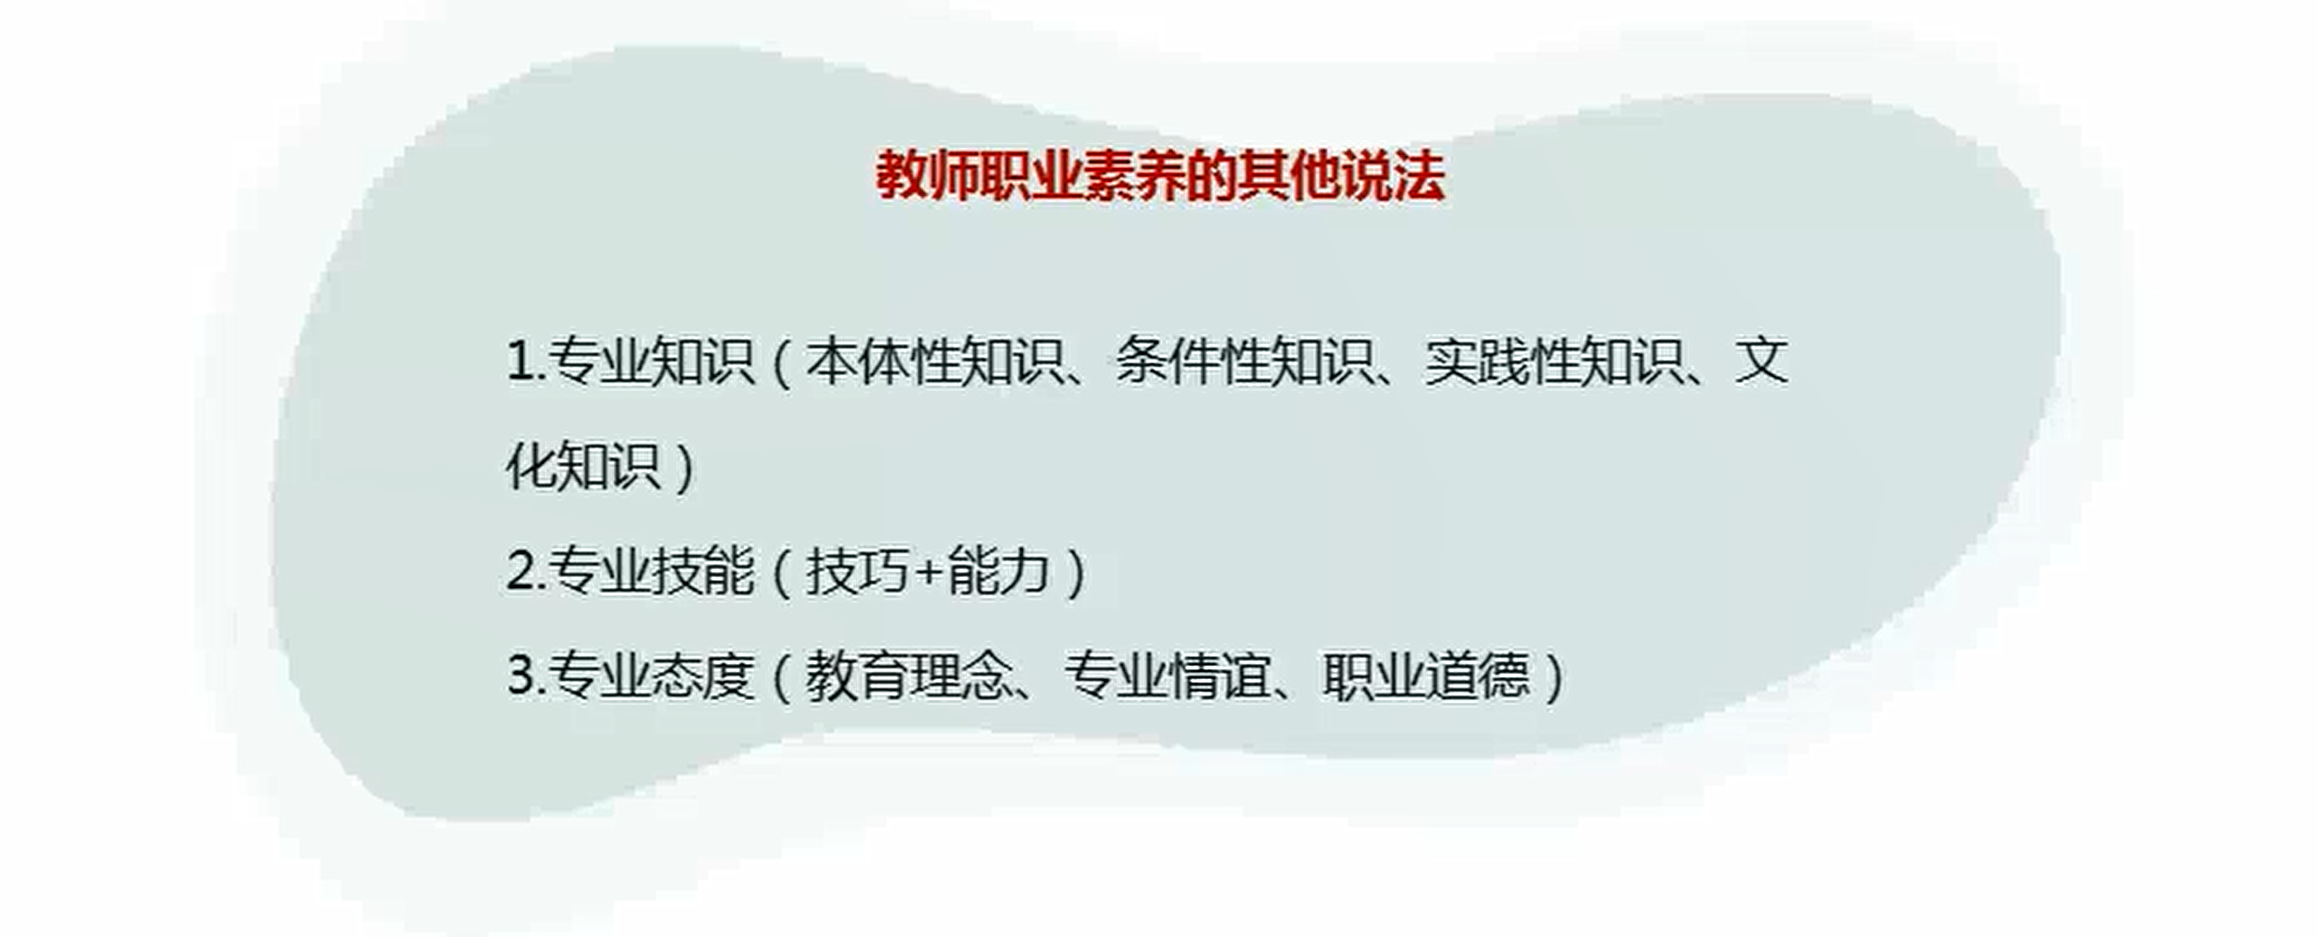 教师职业素养的其他说法
1.专业知识（本体性知识、条件性知识、实践性知识、文
化知识）
2.专业技能（技巧+能力）
3.专业态度（教育理念、专业情谊、职业道德）